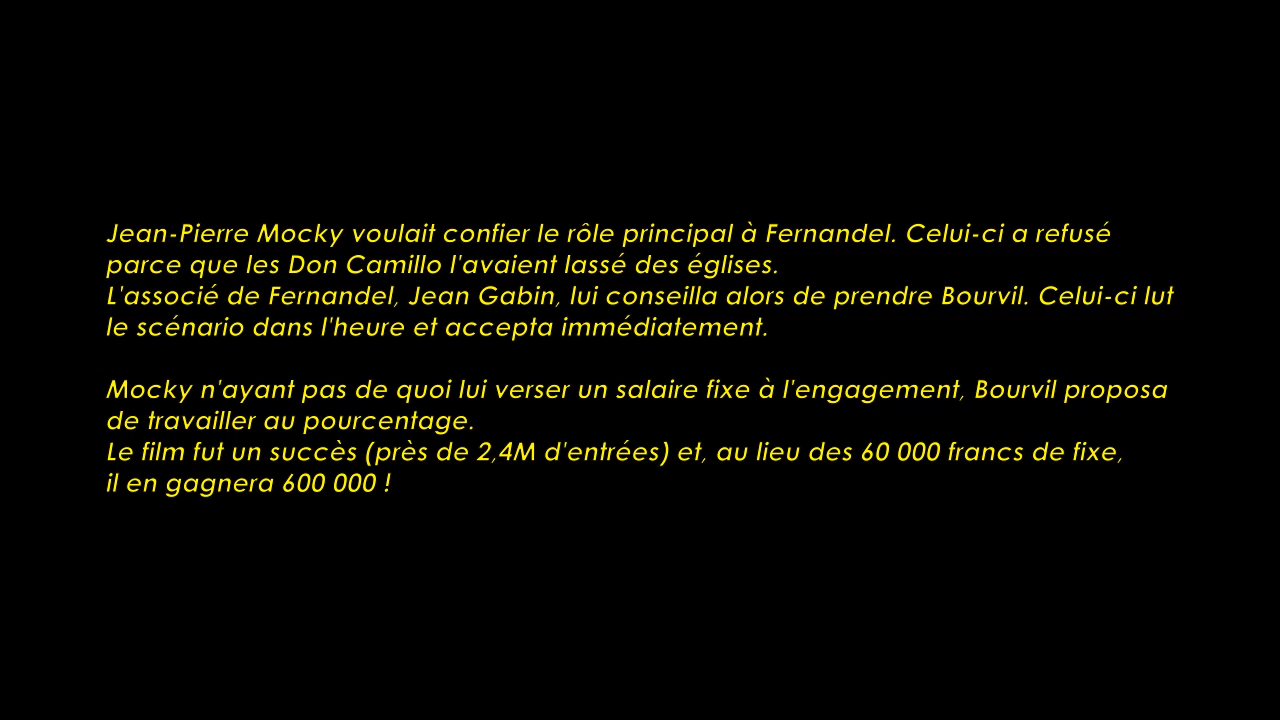 Jean-Pierre Mocky voulait confier le rôle principal à Fernandel. Celui-ci a refusé
parce que les Don Camillo l'avaient lassé des églises.
L'associé de Fernandel, Jean Gabin, lui conseilla alors de prendre Bourvil. Celui-ci lut
le scénario dans l'heure et accepta immédiatement.
Mocky n'ayant pas de quoi lui verser un salaire fixe à l'engagement, Bourvil proposa
de travailler au pourcentage.
Le film fut un succès (près de 2,4M d'entrées) et, au lieu des 60 000 francs de fixe,
il en gagnera 600 000 !